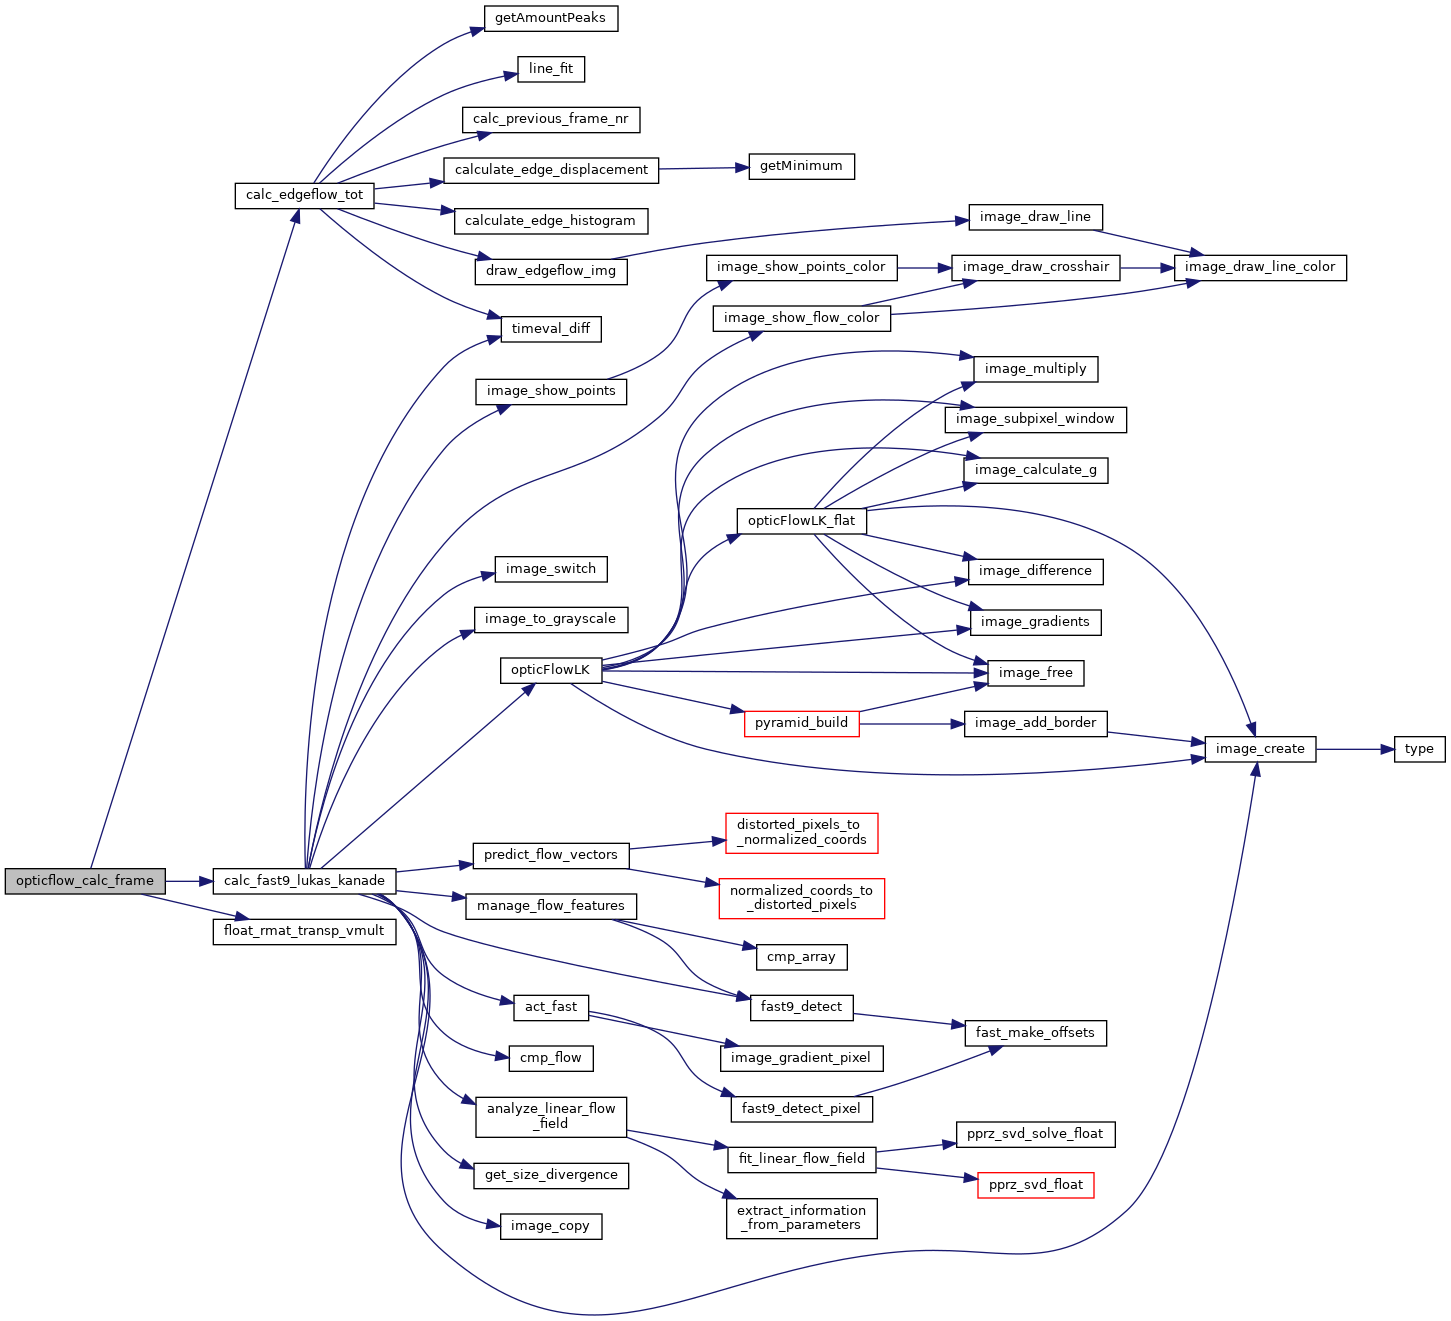 getAmountPeaks
line_fit
calc_previous_frame_nr
calculate_edge_displacement
getMinimum
calc_edgeflow_tot
calculate_edge_histogram
image_draw_line
draw_edgeflow_img
image_show_points_color
image_draw_crosshair
image_draw_line_color
image_show_flow_color
timeval_diff
image_multiply
image_show_points
image_subpixel_window
image_calculate_g
opticFlowLK_flat
image_switch
image_difference
image_to_grayscale
image_gradients
opticFlowLK
image_free
pyramid_build
image_add_border
image_create
type
distorted_pixels_to
_normalized_coords
predict_flow_vectors
opticflow_calc_frame
calc_fast9_lukas_kanade
normalized_coords_to
_distorted_pixels
manage_flow_features
float_rmat_transp_vmult
cmp_array
act_fast
fast9_detect
fast_make_offsets
cmp_flow
image_gradient_pixel
analyze_linear_flow
_field
fast9_detect_pixel
pprz_svd_solve_float
fit_linear_flow_field
get_size_divergence
pprz_svd_float
extract_information
_from_parameters
image_copy